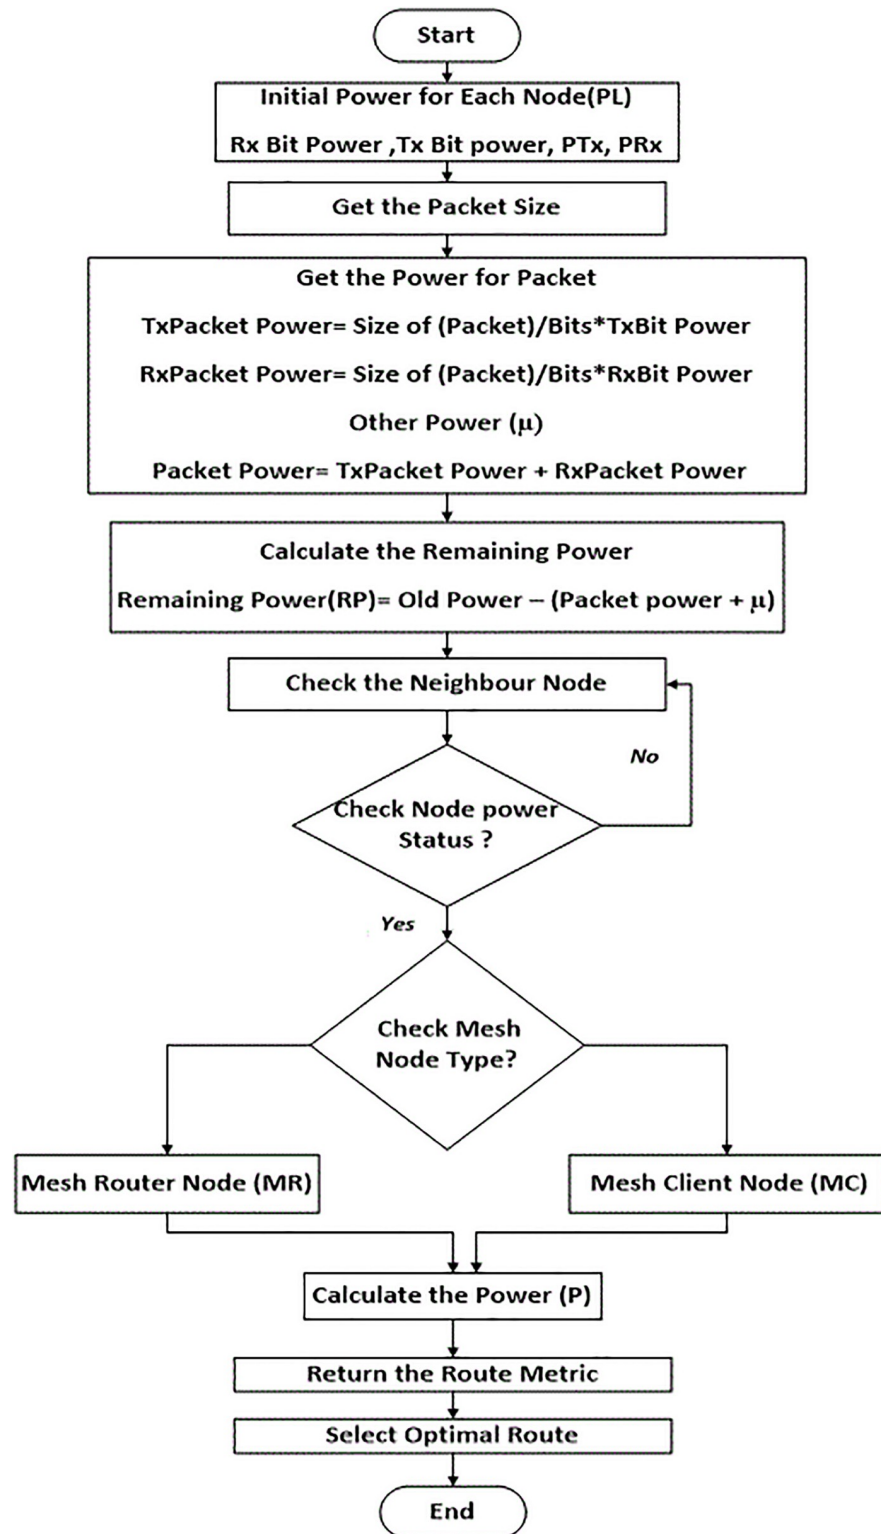 Start
Initial Power for Each Node(PL)
Rx Bit Power ,Tx Bit power, PTx, PRx
Get the Packet Size
Get the Power for Packet
TxPacket Power= Size of (Packet)/Bits*TxBit Power
RxPacket Power= Size of (Packet)/Bits*RxBit Power
Other Power (μ)
Packet Power= TxPacket Power + RxPacket Power
Calculate the Remaining Power
Remaining Power(RP)= Old Power – (Packet power + μ)
Check the Neighbour Node
No
Check Node power
Status ?
Yes
Check Mesh
Node Type?
Mesh Router Node (MR)
Mesh Client Node (MC)
Calculate the Power (P)
Return the Route Metric
Select Optimal Route
End